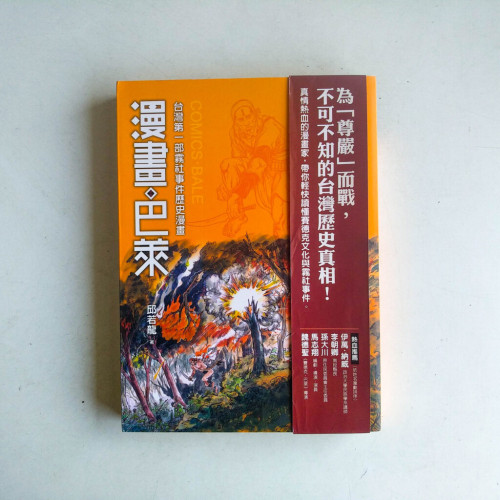 漫畫・巴萊
台灣第一部霧社事件歷史漫畫
COMICS BALE
邱若龍
為「尊嚴」而戰，
不可不知的台灣歷史真相！
真情熱血的漫畫家，帶你輕快讀懂賽德克文化與霧社事件。
熱血推薦
伊萬．納威
李朝卿
孫大川
馬志翔
魏德聖